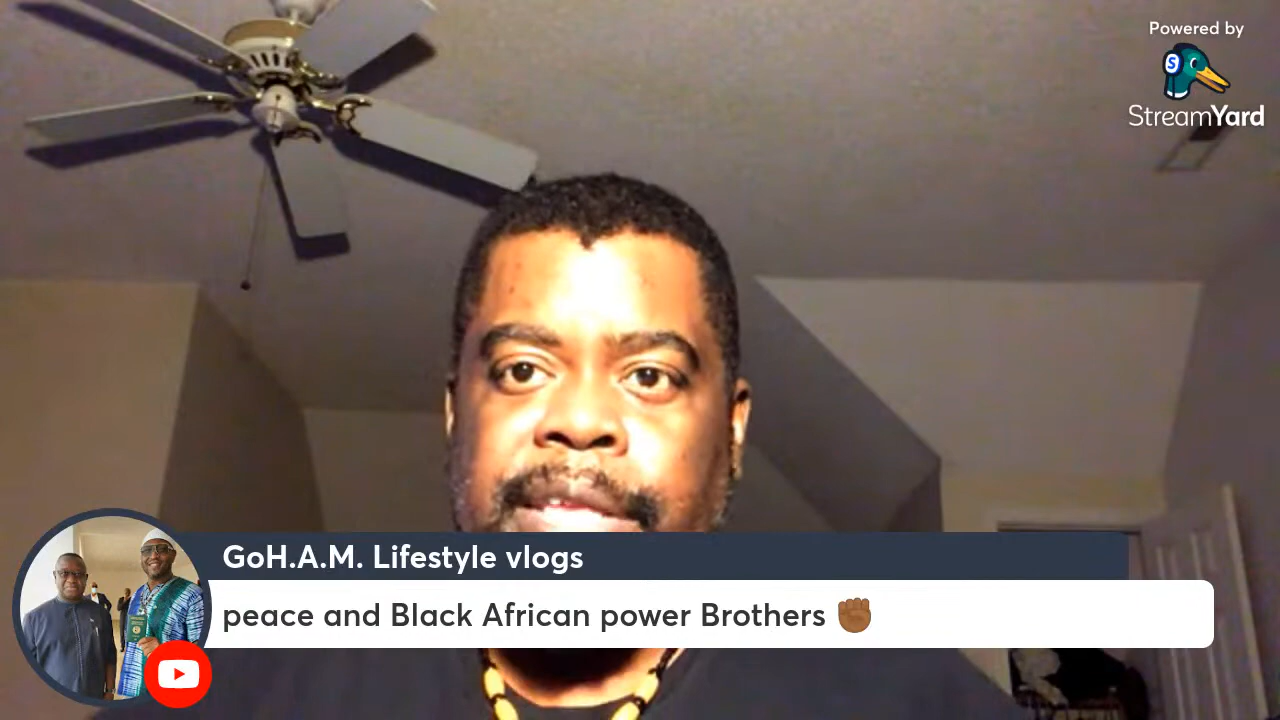 Powered by
S
StreamYard
GoH.A.M. Lifestyle vlogs
peace and Black African power Brothers ✊🏾